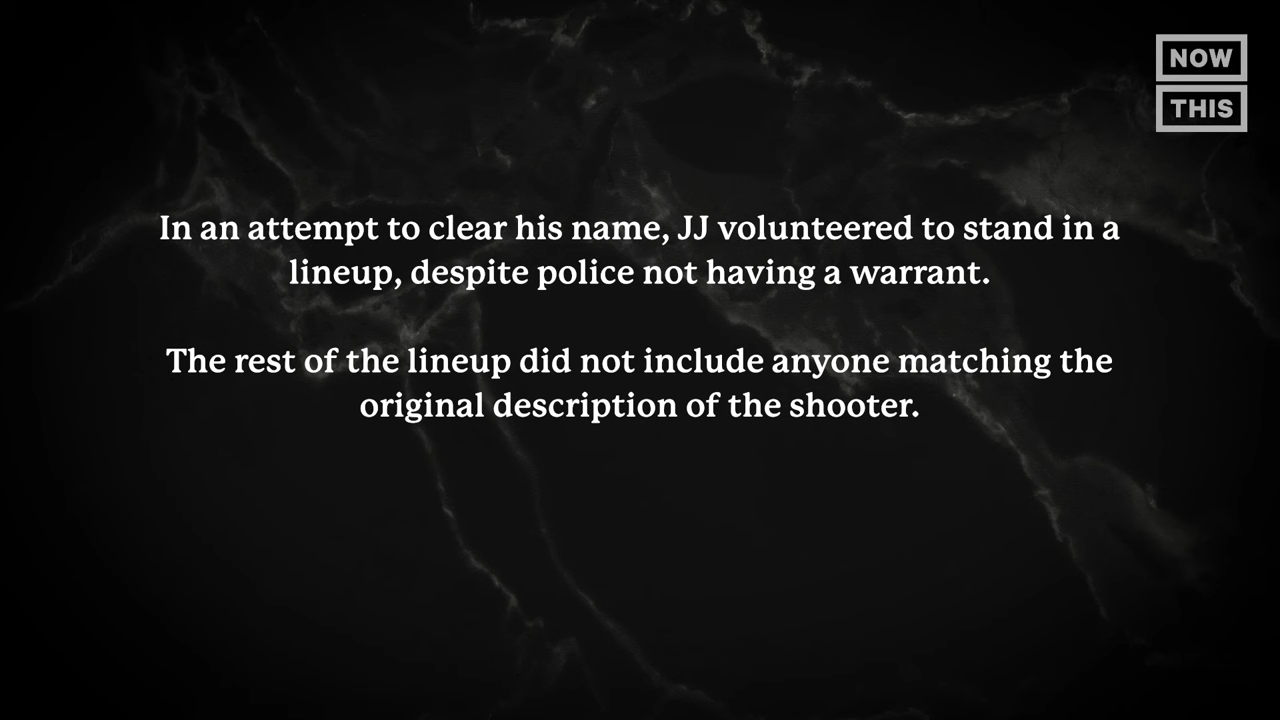 NOW
THIS
In an attempt to clear his name, JJ volunteered to stand in a
lineup, despite police not having a warrant.
The rest of the lineup did not include anyone matching the
original description of the shooter.